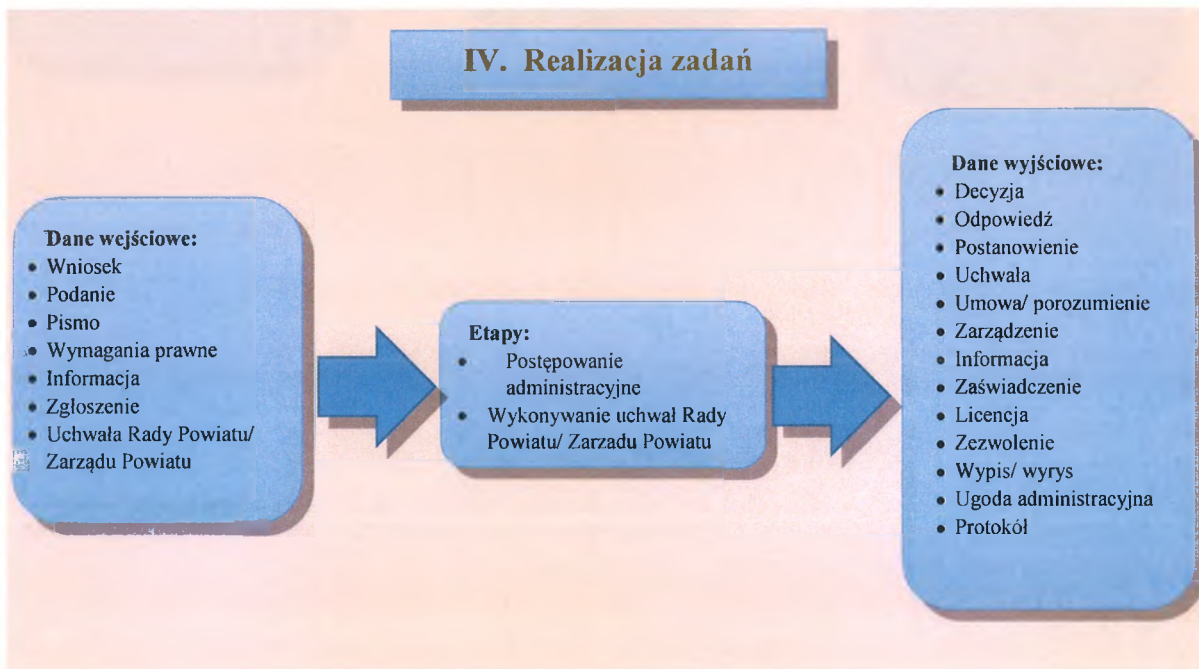 IV. Realizacja zadań
Dane wejściowe:
• Wniosek
• Podanie
• Pismo
• Wymagania prawne
• Informacja
• Zgłoszenie
• Uchwała Rady Powiatu/
Zarządu Powiatu
Etapy:
• Postępowanie
administracyjne
• Wykonywanie uchwał Rady
Powiatu/ Zarzadu Powiatu
Dane wyjściowe:
• Decyzja
• Odpowiedź
• Postanowienie
• Uchwała
• Umowa/ porozumienie
• Zarządzenie
• Informacja
• Zaświadczenie
• Licencja
• Zezwolenie
• Wypis/ wyrys
• Ugoda administracyjna
• Protokół